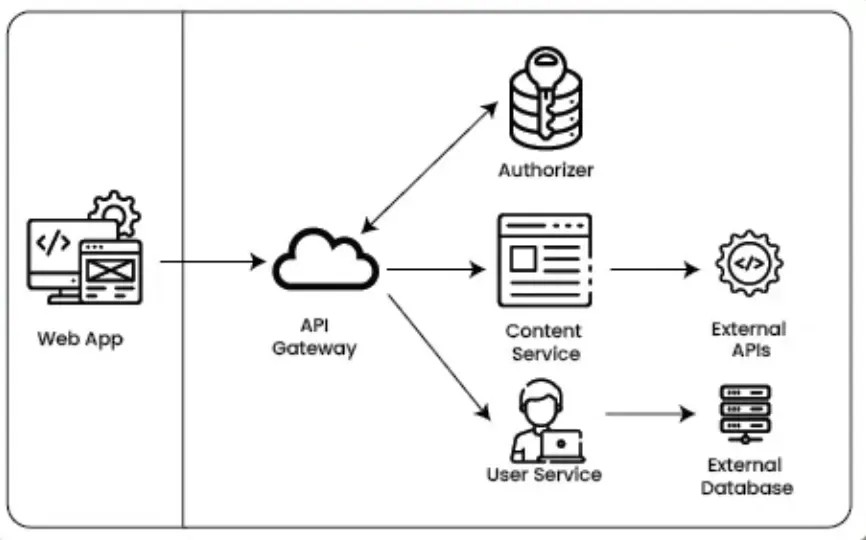 Authorizer
</>
</>
Web App
API
Gateway
Content
Service
External
APIs
User Service
External
Database